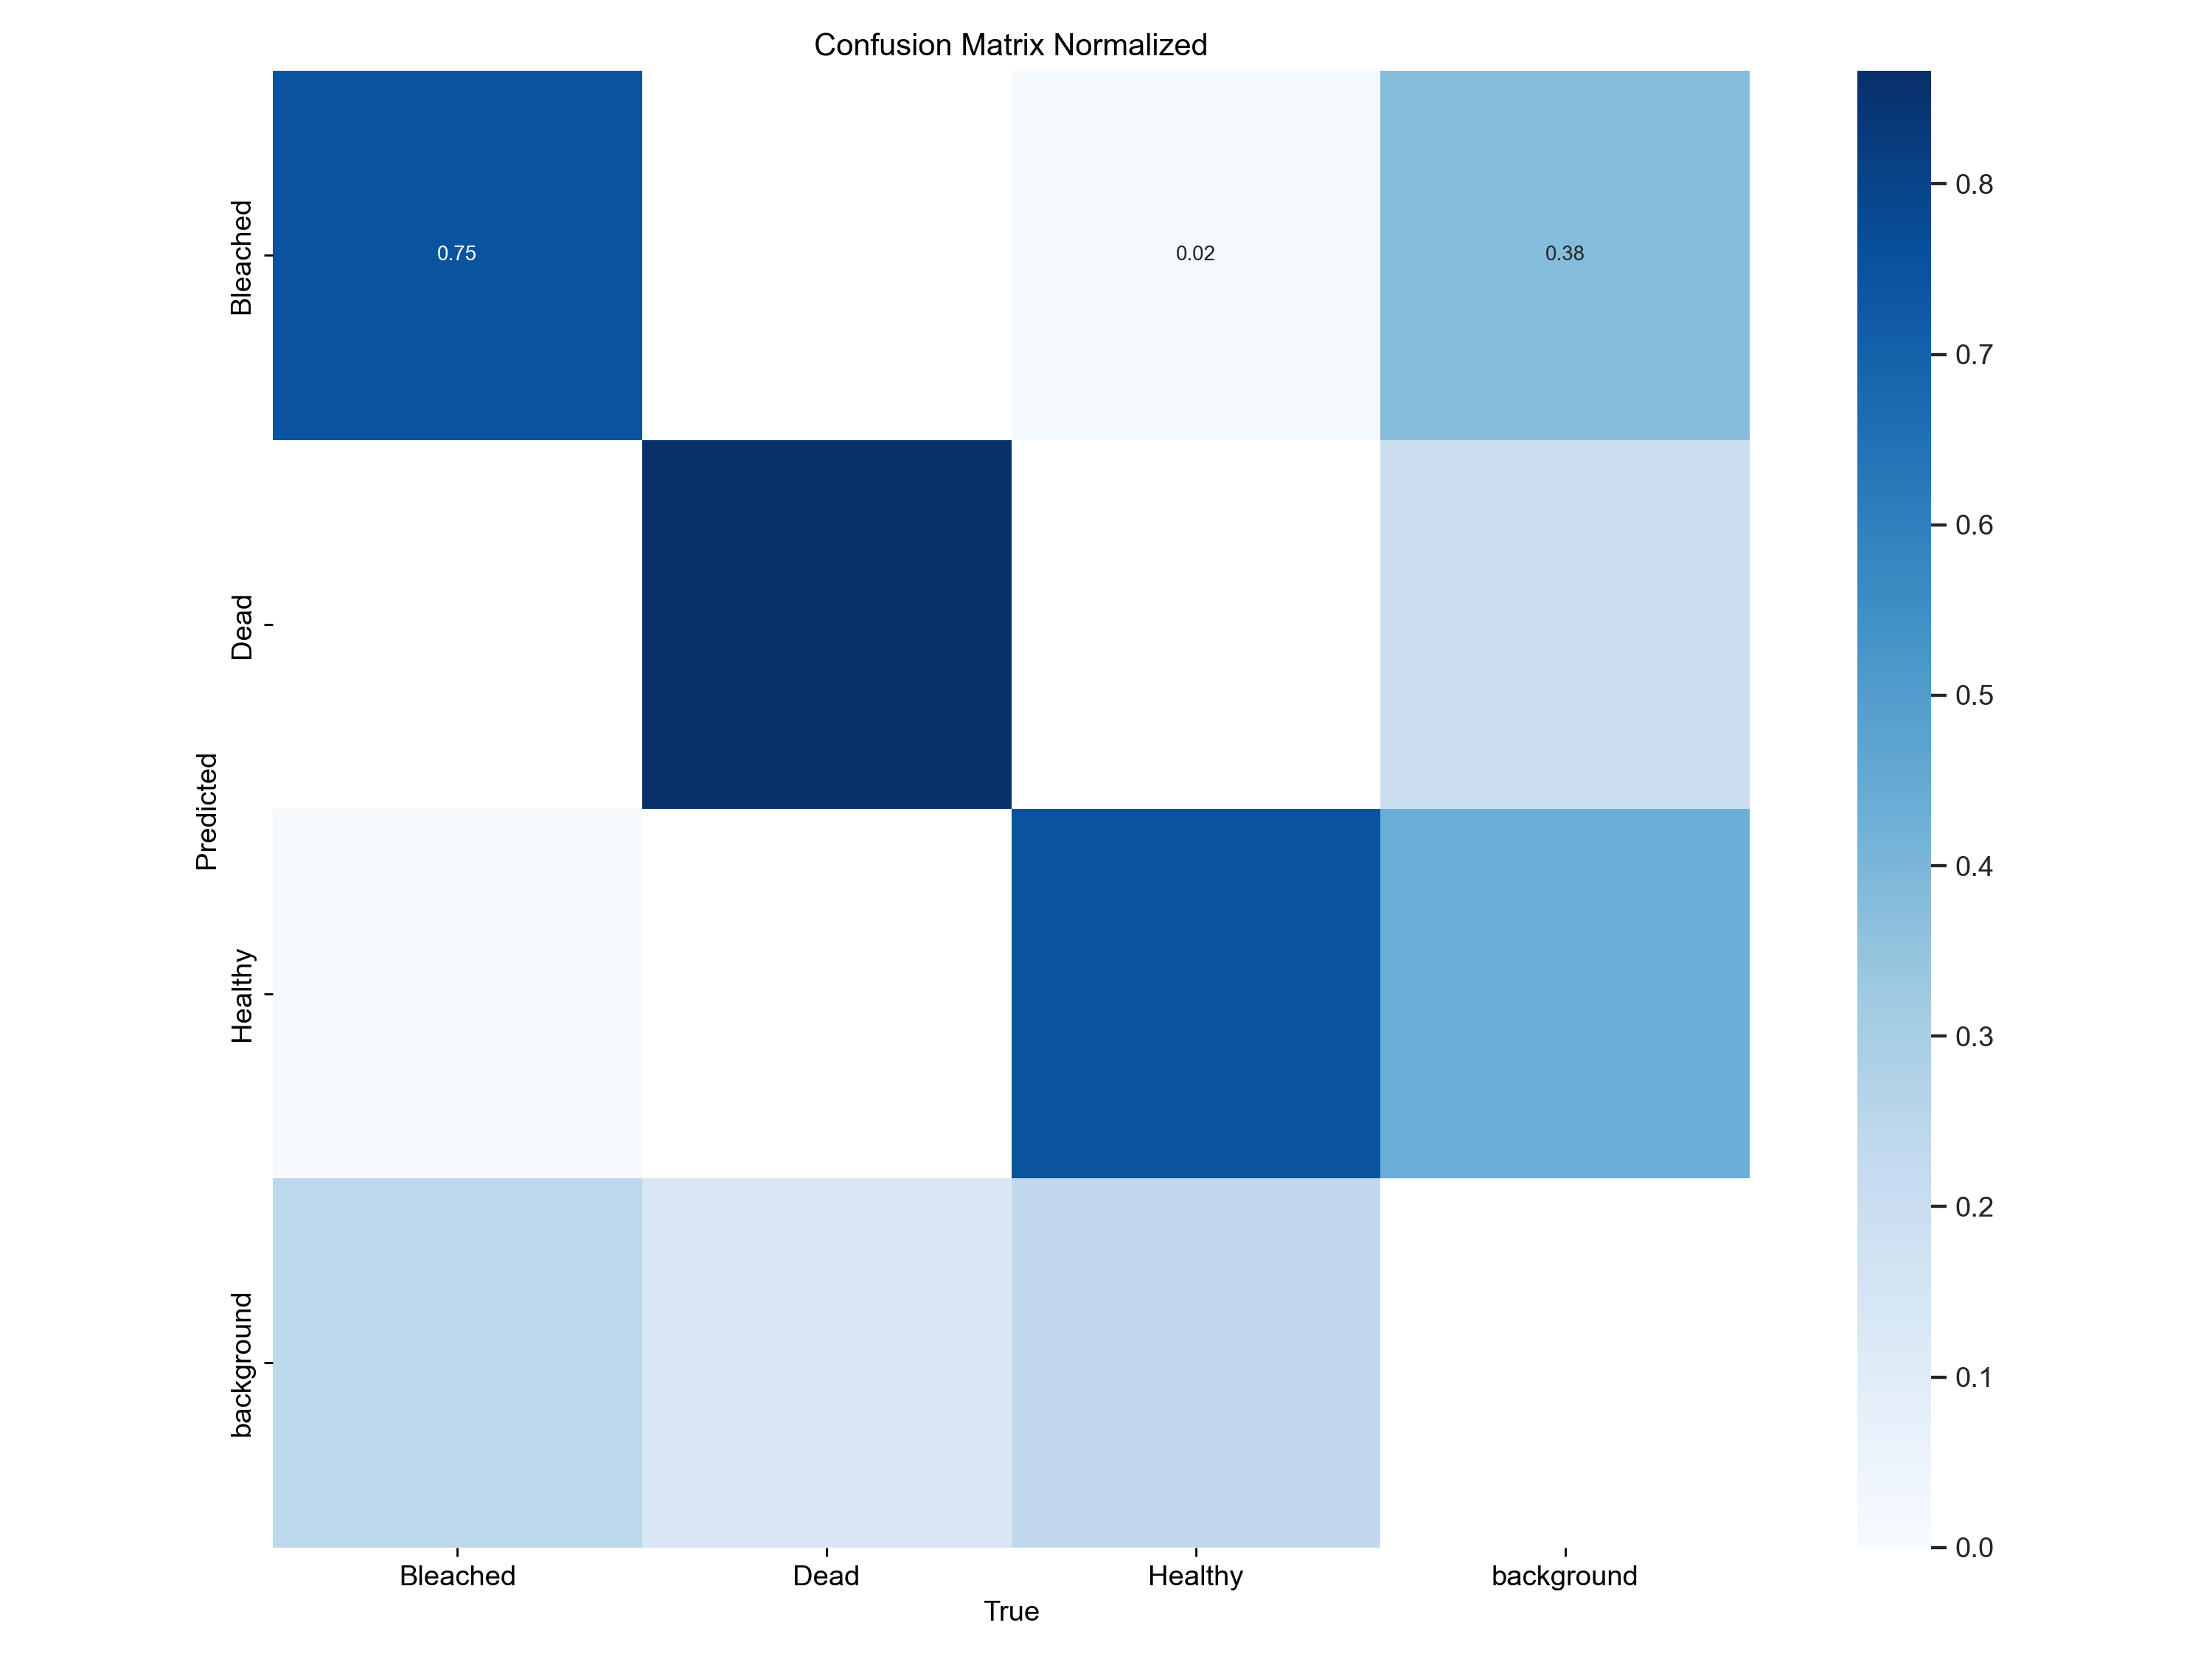 Confusion Matrix Normalized
Bleached
0.75
0.02
0.38
Dead
Healthy
background
Predicted
Bleached
Dead
Healthy
background
True
0.8
0.7
0.6
0.5
0.4
0.3
0.2
0.1
0.0